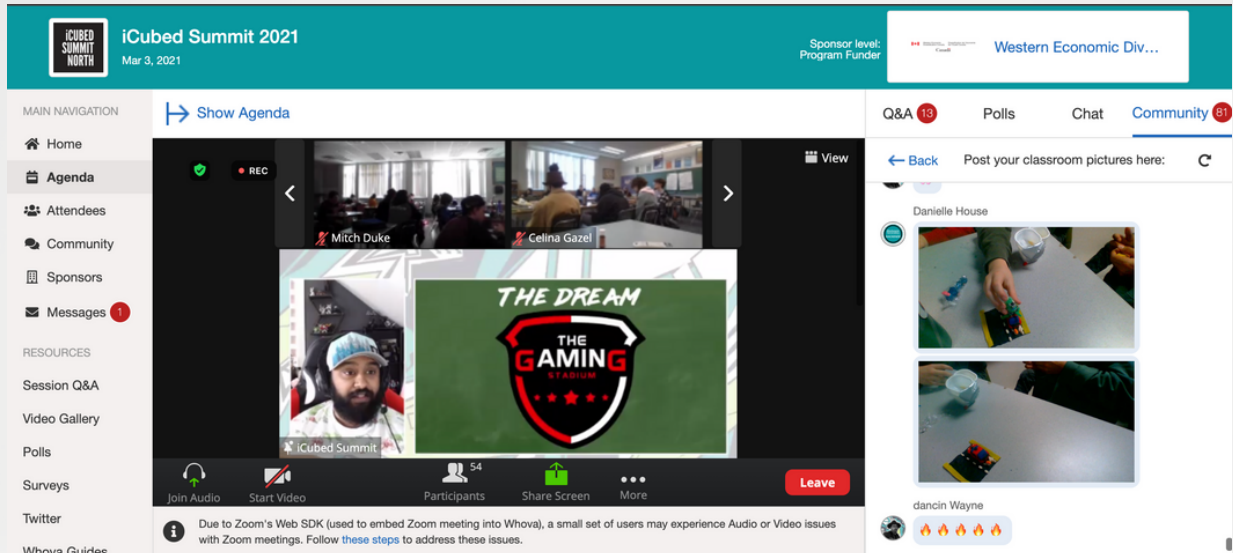 iCUBED
SUMMIT
NORTH
iCubed Summit 2021
Mar 3, 2021
Sponsor level:
Program Funder
Canada
Western Economic Div...
MAIN NAVIGATION
Home
Agenda
Attendees
Community
Sponsors
Messages 1
RESOURCES
Session Q&A
Video Gallery
Polls
Surveys
Twitter
Whova Guides
Show Agenda
REC
View
Mitch Duke
Celina Gazel
THE DREAM
THE
GAMING
STADIUM
iCubed Summit
Join Audio
Start Video
54
Participants
Share Screen
More
Leave
Due to Zoom's Web SDK (used to embed Zoom meeting into Whova), a small set of users may experience Audio or Video issues
with Zoom meetings. Follow these steps to address these issues.
Q&A 13 Polls Chat Community 81
Back Post your classroom pictures here:
Danielle House
dancin Wayne
🔥🔥🔥🔥🔥